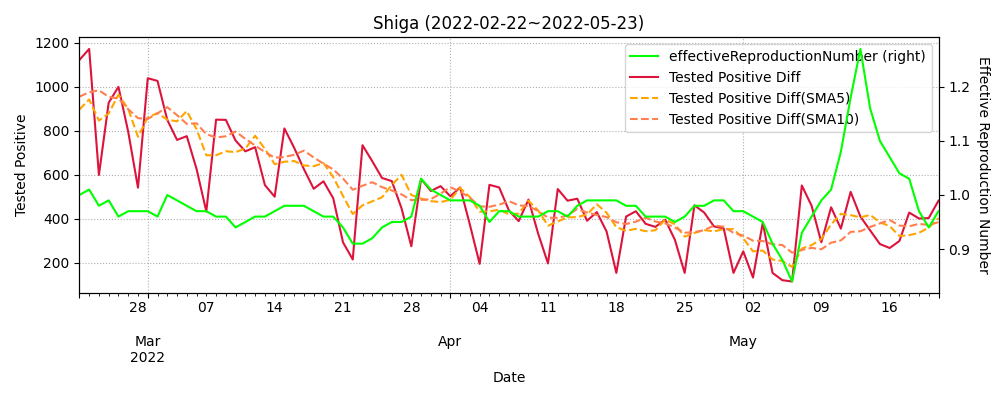 Shiga (2022-02-22~2022-05-23)
effectiveReproductionNumber (right)
Tested Positive Diff
Tested Positive Diff(SMA5)
Tested Positive Diff(SMA10)
Tested Positive
1200
1000
800
600
400
200
Effective Reproduction Number
1.2
1.1
1.0
0.9
28 07 14 21 28 04 11 18 25 02 09 16
Mar Apr May
2022
Date